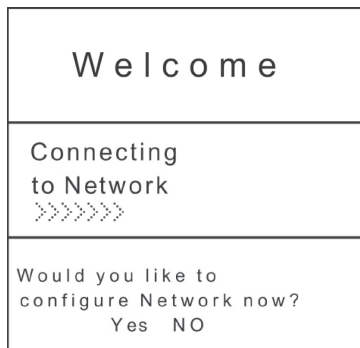 Welcome
Connecting
to Network
>>>>>>>
Would you like to
configure Network now?
Yes NO